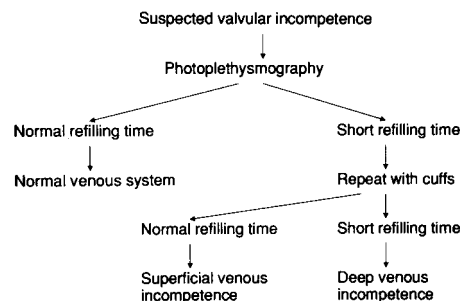 Suspected valvular incompetence
Photoplethysmography
Normal refilling time
Short refilling time
Normal venous system
Repeat with cuffs
Normal refilling time
Short refilling time
Superficial venous
incompetence
Deep venous
incompetence